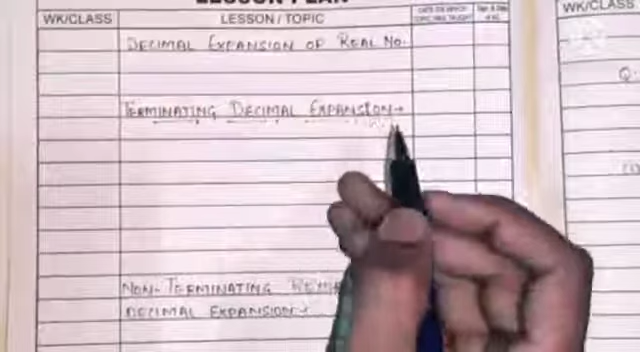 LESSON PLAN
WK/CLASS
LESSON / TOPIC
WK/CLASS
DECIMAL EXPANSION OF REAL NO.
TERMINATING DECIMAL EXPANSION→
Q.
NON-TERMINATING
DECIMAL EXPANSION→